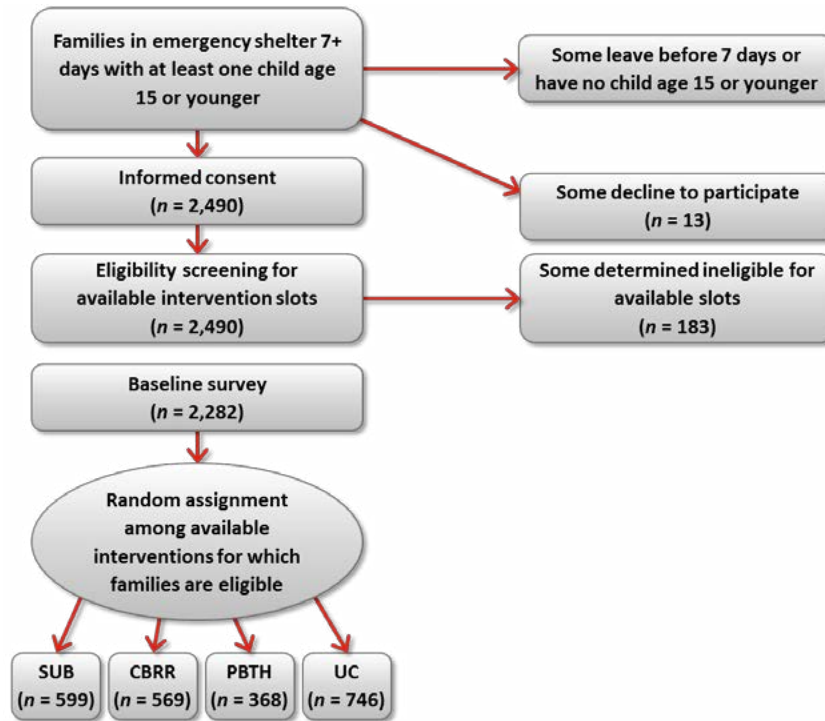 Families in emergency shelter 7+
days with at least one child age
15 or younger
Some leave before 7 days or
have no child age 15 or younger
Informed consent
(n = 2,490)
Some decline to participate
(n = 13)
Eligibility screening for
available intervention slots
(n = 2,490)
Some determined ineligible for
available slots
(n = 183)
Baseline survey
(n = 2,282)
Random assignment
among available
interventions for which
families are eligible
SUB
(n = 599)
CBRR
(n = 569)
PBTH
(n = 368)
UC
(n = 746)